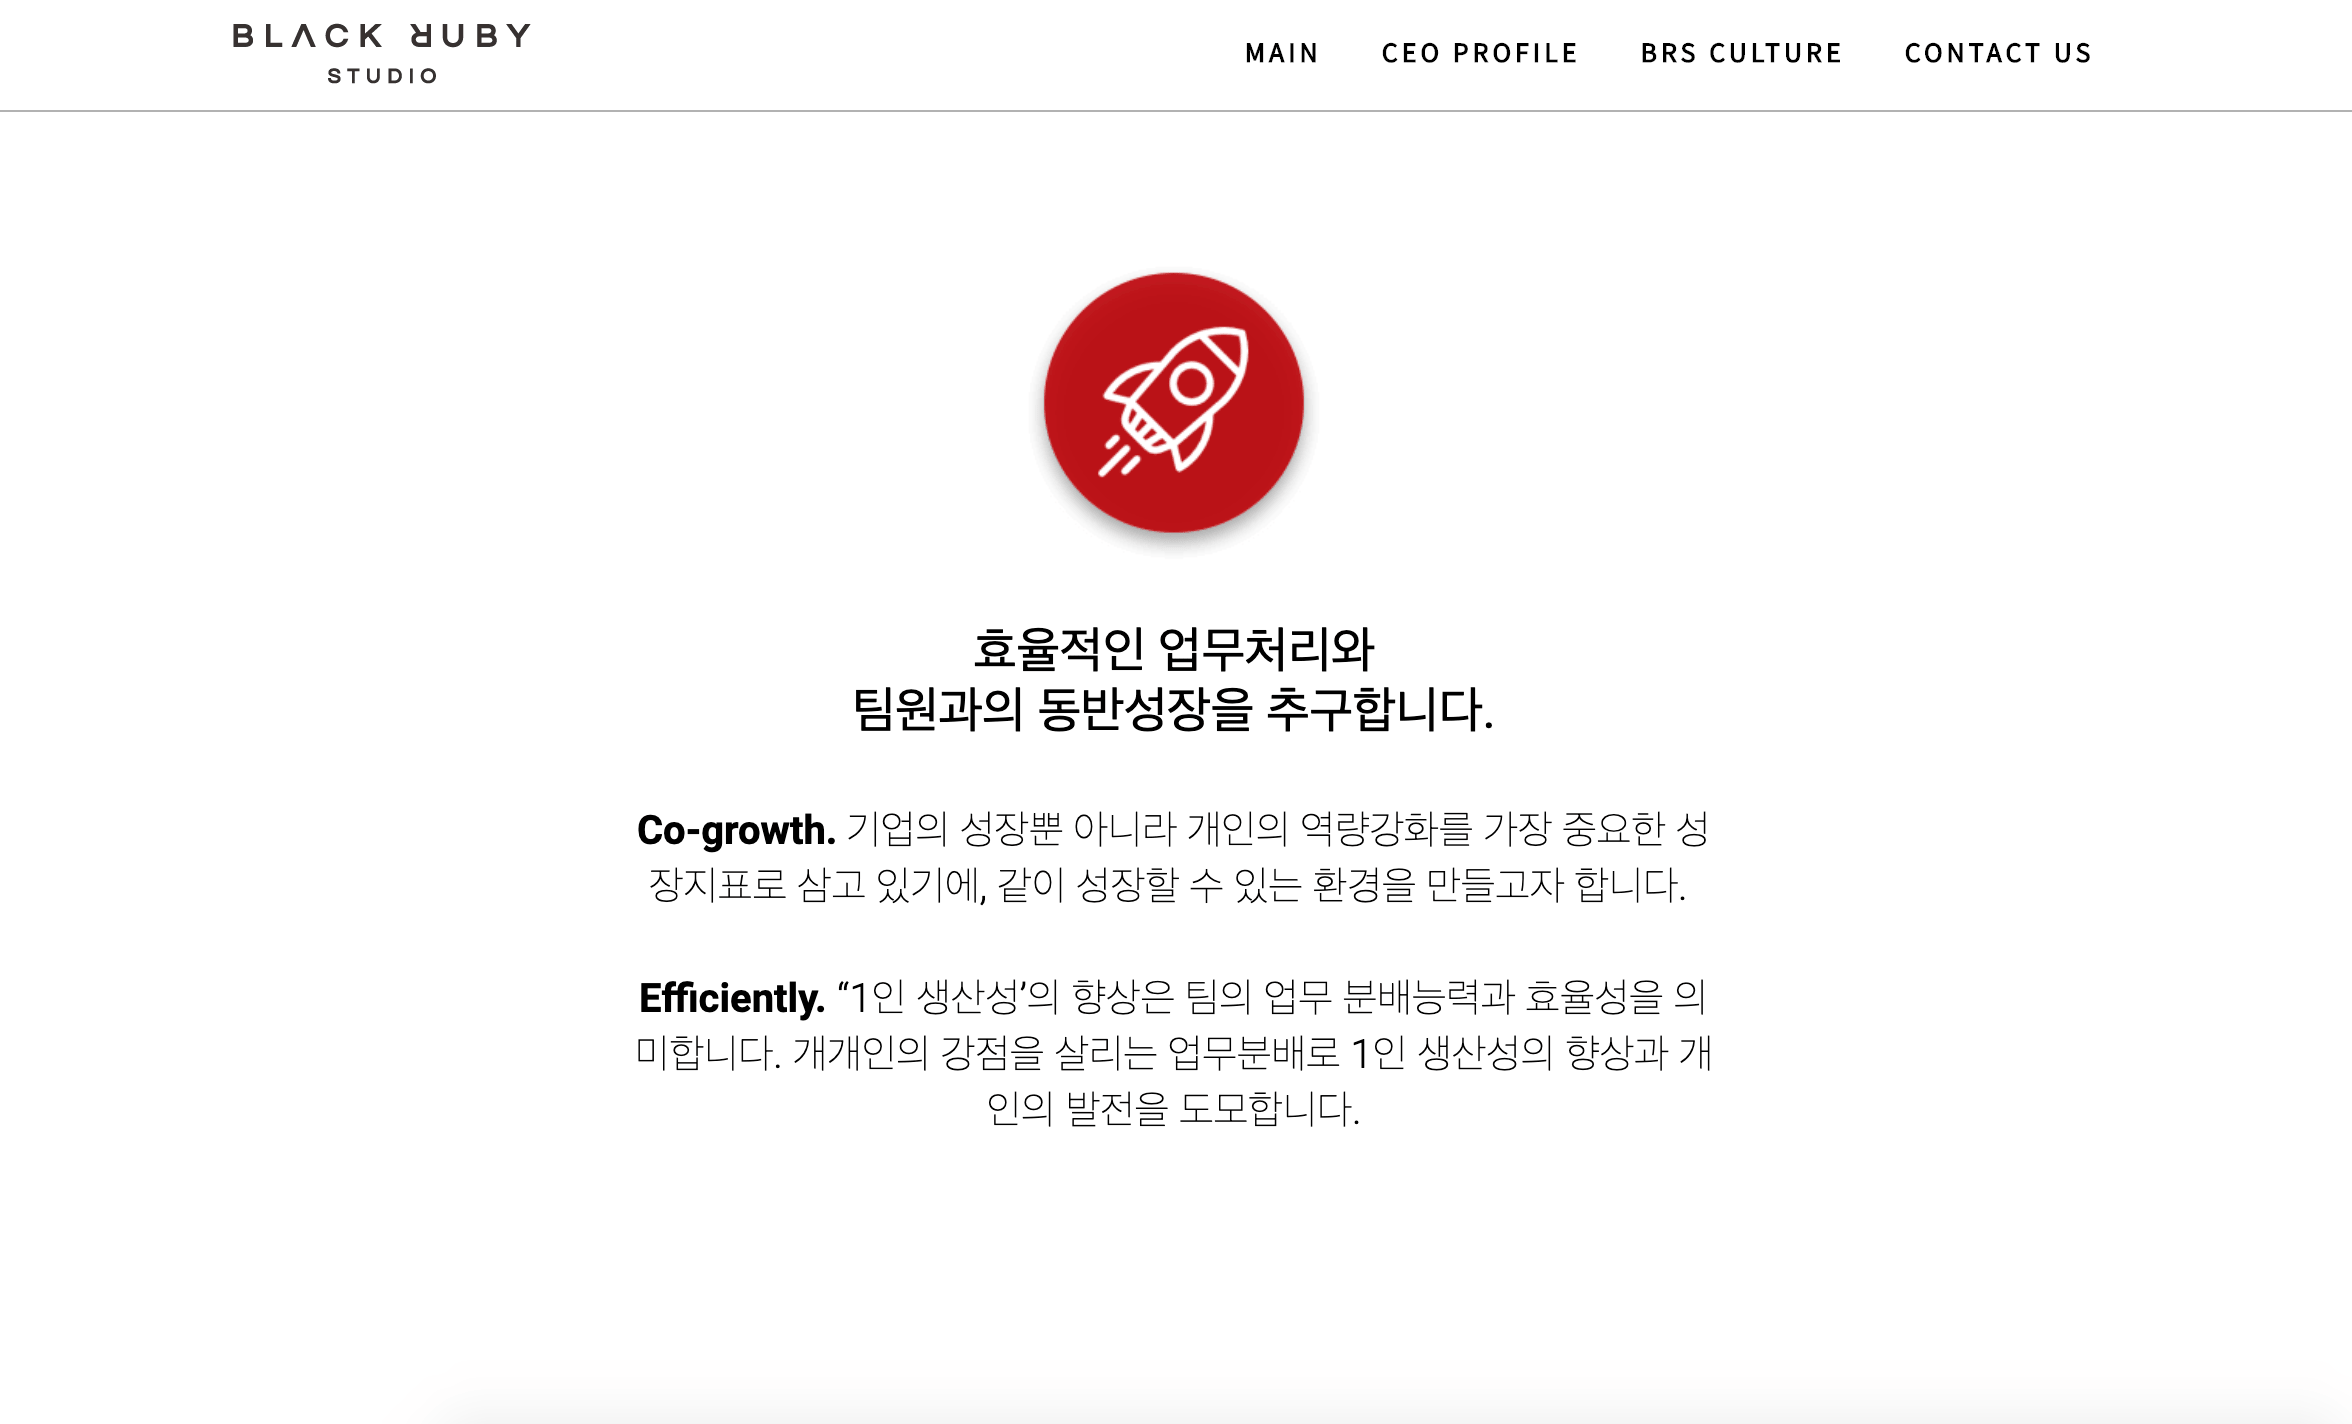 BLACK RUBY
STUDIO
MAIN
CEO PROFILE
BRS CULTURE
CONTACT US
효율적인 업무처리와
팀원과의 동반성장을 추구합니다.
Co-growth. 기업의 성장뿐 아니라 개인의 역량강화를 가장 중요한 성
장지표로 삼고 있기에, 같이 성장할 수 있는 환경을 만들고자 합니다.
Efficiently. “1인 생산성’의 향상은 팀의 업무 분배능력과 효율성을 의
미합니다. 개개인의 강점을 살리는 업무분배로 1인 생산성의 향상과 개
인의 발전을 도모합니다.